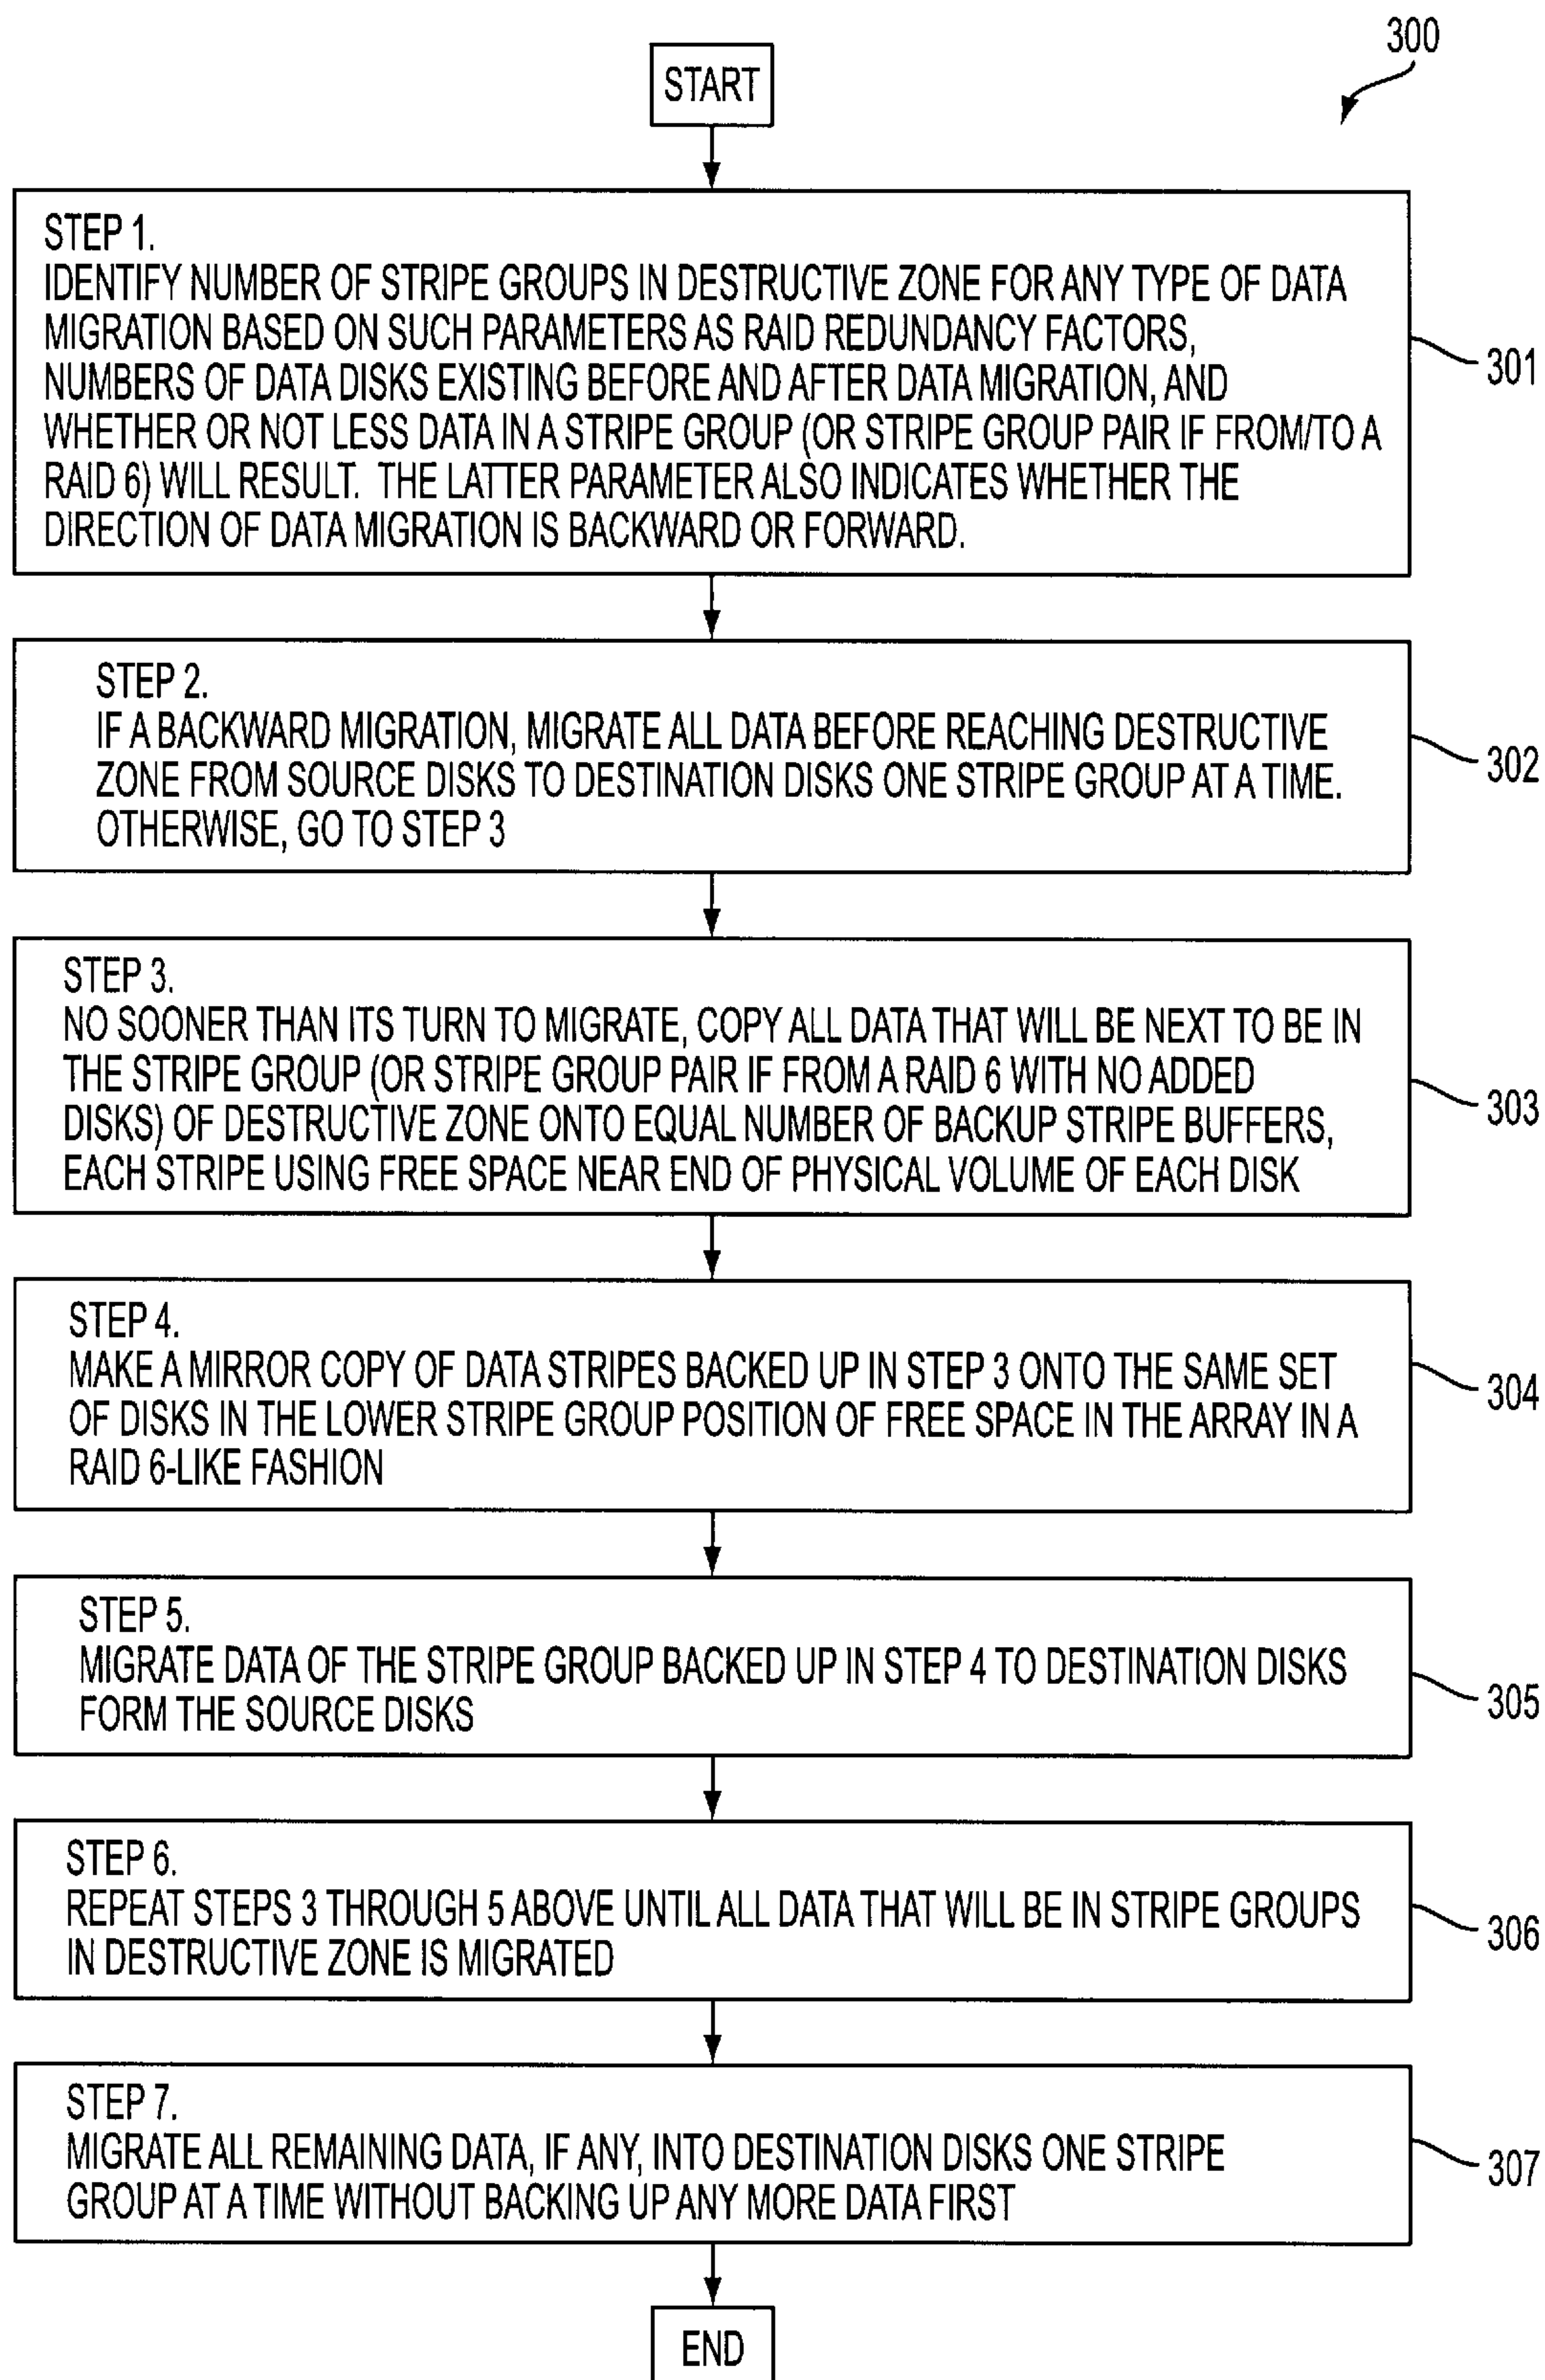 300
START
STEP 1.
IDENTIFY NUMBER OF STRIPE GROUPS IN DESTRUCTIVE ZONE FOR ANY TYPE OF DATA
MIGRATION BASED ON SUCH PARAMETERS AS RAID REDUNDANCY FACTORS,
NUMBERS OF DATA DISKS EXISTING BEFORE AND AFTER DATA MIGRATION, AND
WHETHER OR NOT LESS DATA IN A STRIPE GROUP (OR STRIPE GROUP PAIR IF FROM/TO A
RAID 6) WILL RESULT. THE LATTER PARAMETER ALSO INDICATES WHETHER THE
DIRECTION OF DATA MIGRATION IS BACKWARD OR FORWARD.
301
STEP 2.
IF A BACKWARD MIGRATION, MIGRATE ALL DATA BEFORE REACHING DESTRUCTIVE
ZONE FROM SOURCE DISKS TO DESTINATION DISKS ONE STRIPE GROUP AT A TIME.
OTHERWISE, GO TO STEP 3
302
STEP 3.
NO SOONER THAN ITS TURN TO MIGRATE, COPY ALL DATA THAT WILL BE NEXT TO BE IN
THE STRIPE GROUP (OR STRIPE GROUP PAIR IF FROM A RAID 6 WITH NO ADDED
DISKS) OF DESTRUCTIVE ZONE ONTO EQUAL NUMBER OF BACKUP STRIPE BUFFERS,
EACH STRIPE USING FREE SPACE NEAR END OF PHYSICAL VOLUME OF EACH DISK
303
STEP 4.
MAKE A MIRROR COPY OF DATA STRIPES BACKED UP IN STEP 3 ONTO THE SAME SET
OF DISKS IN THE LOWER STRIPE GROUP POSITION OF FREE SPACE IN THE ARRAY IN A
RAID 6-LIKE FASHION
304
STEP 5.
MIGRATE DATA OF THE STRIPE GROUP BACKED UP IN STEP 4 TO DESTINATION DISKS
FORM THE SOURCE DISKS
305
STEP 6.
REPEAT STEPS 3 THROUGH 5 ABOVE UNTIL ALL DATA THAT WILL BE IN STRIPE GROUPS
IN DESTRUCTIVE ZONE IS MIGRATED
306
STEP 7.
MIGRATE ALL REMAINING DATA, IF ANY, INTO DESTINATION DISKS ONE STRIPE
GROUP AT A TIME WITHOUT BACKING UP ANY MORE DATA FIRST
307
END